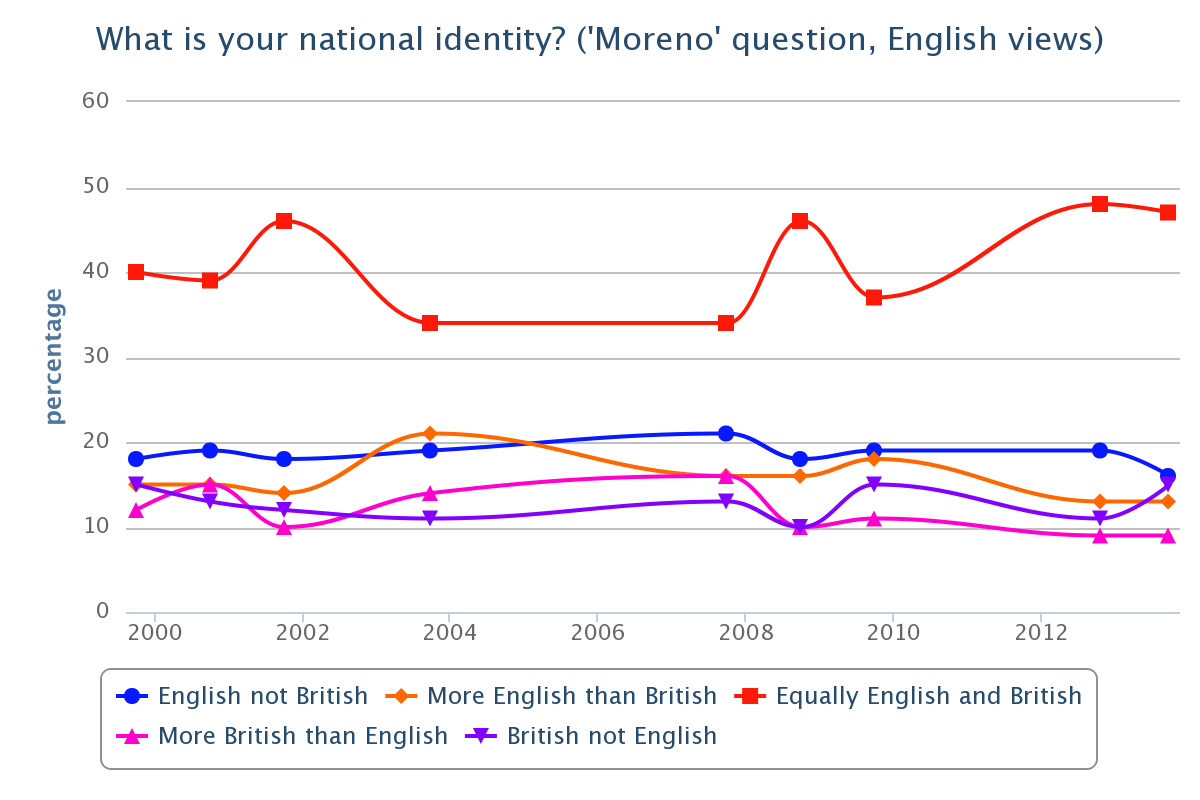 What is your national identity? ('Moreno' question, English views)
60
50
40
30
20
10
0
percentage
2000 2002 2004 2006 2008 2010 2012
English not British More English than British Equally English and British
More British than English British not English